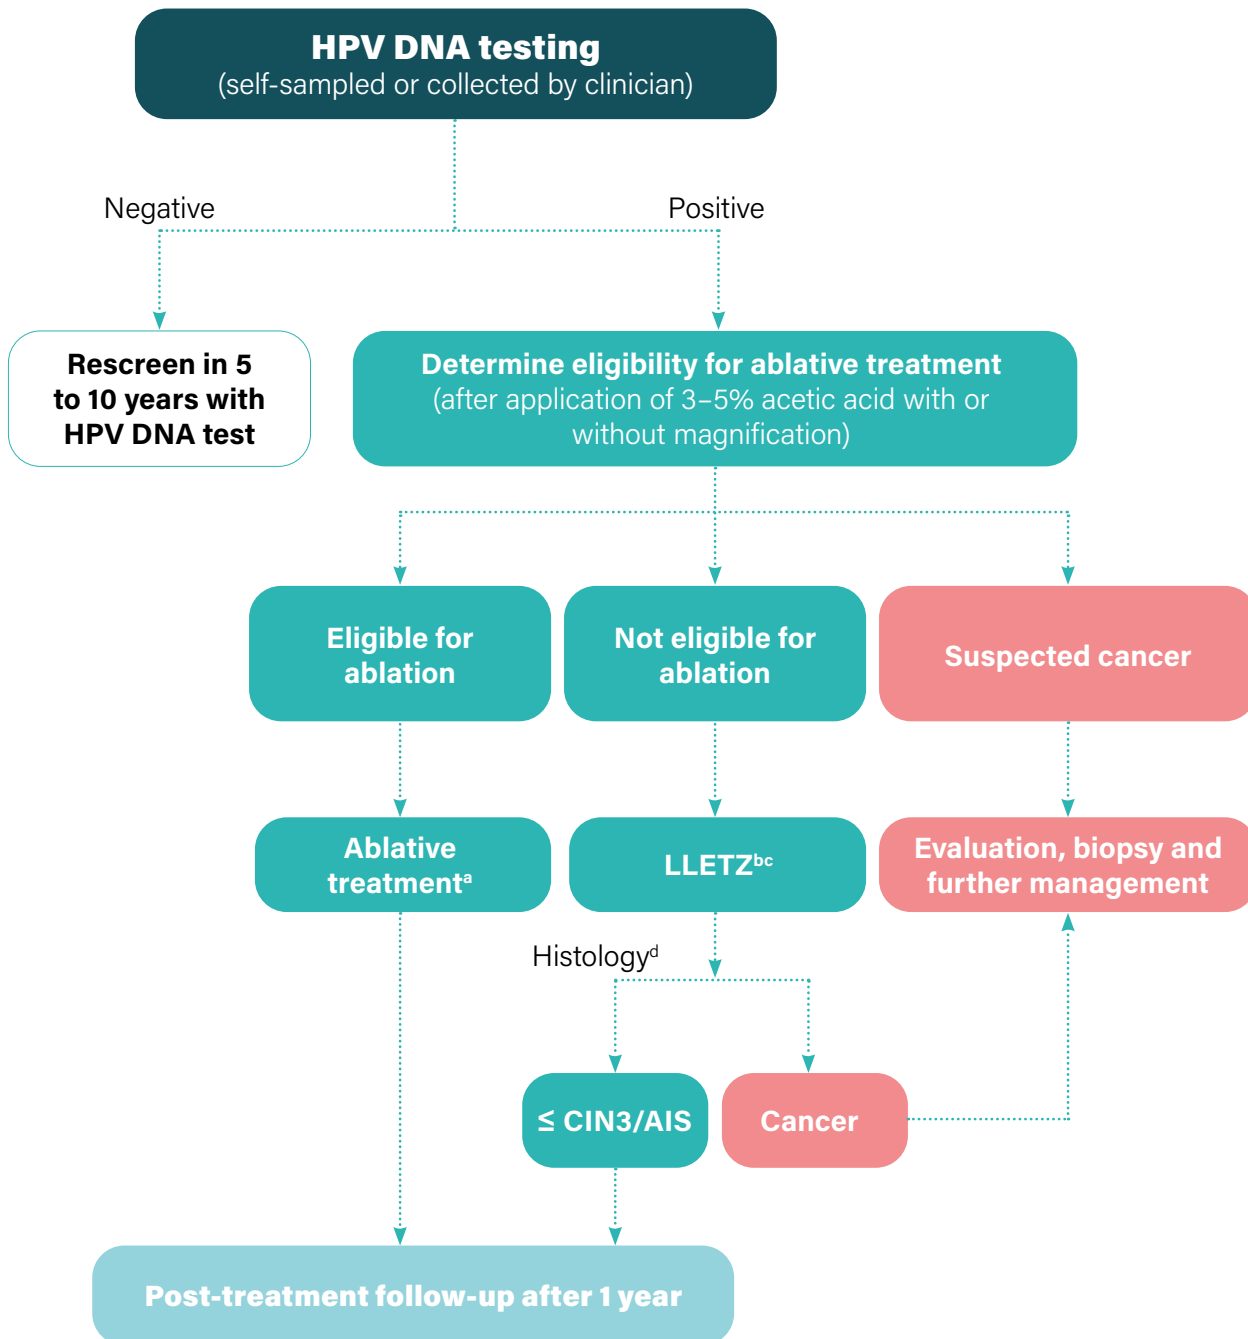 HPV DNA testing
(self-sampled or collected by clinician)
Negative
Positive
Rescreen in 5
to 10 years with
HPV DNA test
Determine eligibility for ablative treatment
(after application of 3–5% acetic acid with or
without magnification)
Eligible for
ablation
Not eligible for
ablation
Suspected cancer
Ablative
treatmentᵃ
LLETZᵇᶜ
Evaluation, biopsy and
further management
Histologyᵈ
≤ CIN3/AIS
Cancer
Post-treatment follow-up after 1 year